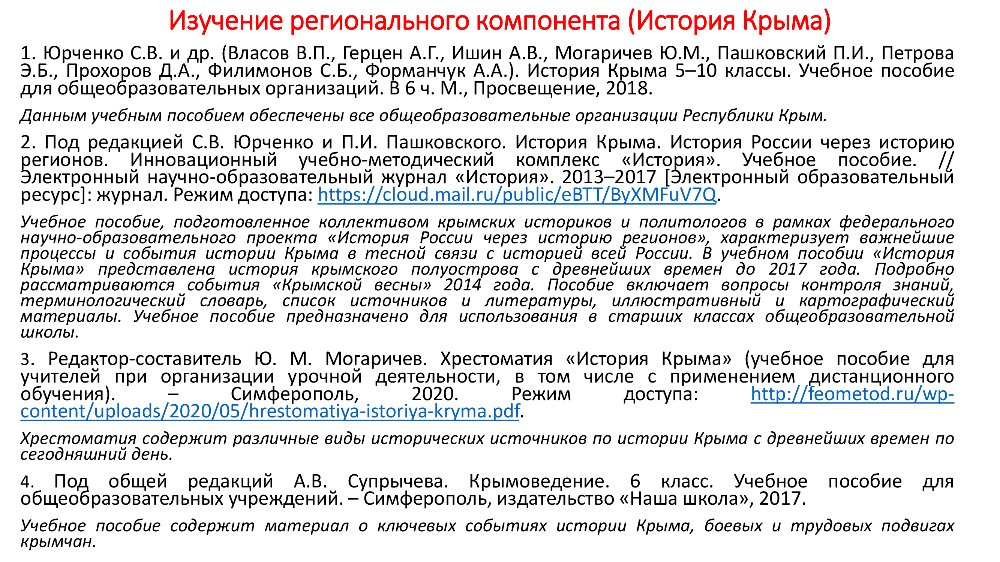 Изучение регионального компонента (История Крыма)
1. Юрченко С.В. и др. (Власов В.П., Герцен А.Г., Ишин А.В., Могаричев Ю.М., Пашковский П.И., Петрова
Э.Б., Прохоров Д.А., Филимонов С.Б., Форманчук А.А.). История Крыма 5–10 классы. Учебное пособие
для общеобразовательных организаций. В 6 ч. М., Просвещение, 2018.
Данным учебным пособием обеспечены все общеобразовательные организации Республики Крым.
2. Под редакцией С.В. Юрченко и П.И. Пашковского. История Крыма. История России через историю
регионов. Инновационный учебно-методический комплекс «История». Учебное пособие. //
Электронный научно-образовательный журнал «История». 2013–2017 [Электронный образовательный
ресурс]: журнал. Режим доступа: https://cloud.mail.ru/public/eBTT/ByXMFuV7Q.
Учебное пособие, подготовленное коллективом крымских историков и политологов в рамках федерального
научно-образовательного проекта «История России через историю регионов», характеризует важнейшие
процессы и события истории Крыма в тесной связи с историей всей России. В учебном пособии «История
Крыма» представлена история крымского полуострова с древнейших времен до 2017 года. Подробно
рассматриваются события «Крымской весны» 2014 года. Пособие включает вопросы контроля знаний,
терминологический словарь, список источников и литературы, иллюстративный и картографический
материалы. Учебное пособие предназначено для использования в старших классах общеобразовательной
школы.
3. Редактор-составитель Ю. М. Могаричев. Хрестоматия «История Крыма» (учебное пособие для
учителей при организации урочной деятельности, в том числе с применением дистанционного
обучения). – Симферополь, 2020. Режим доступа: http://feometod.ru/wp-
content/uploads/2020/05/hrestomatiya-istoriya-kryma.pdf.
Хрестоматия содержит различные виды исторических источников по истории Крыма с древнейших времен по
сегодняшний день.
4. Под общей редакций А.В. Супрычева. Крымоведение. 6 класс. Учебное пособие для
общеобразовательных учреждений. – Симферополь, издательство «Наша школа», 2017.
Учебное пособие содержит материал о ключевых событиях истории Крыма, боевых и трудовых подвигах
крымчан.